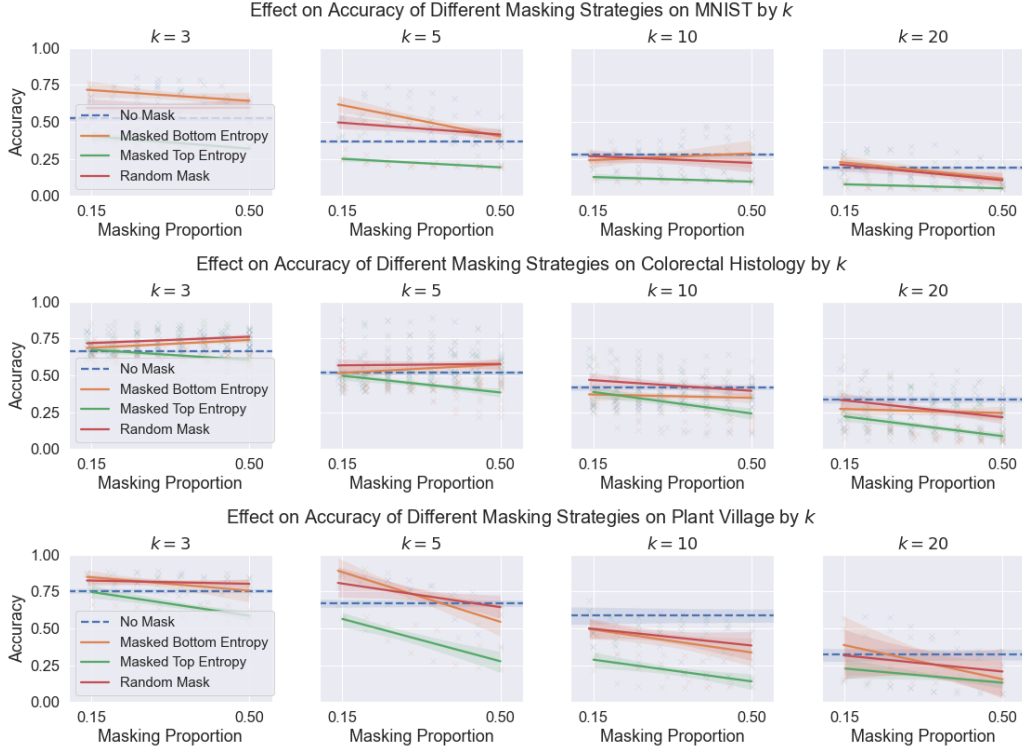 Effect on Accuracy of Different Masking Strategies on MNIST by k
k = 3 k = 5 k = 10 k = 20
1.00
0.75
0.50
0.25
0.00
Accuracy
No Mask
Masked Bottom Entropy
Masked Top Entropy
Random Mask
0.15 0.50 0.15 0.50 0.15 0.50 0.15 0.50
Masking Proportion Masking Proportion Masking Proportion Masking Proportion
Effect on Accuracy of Different Masking Strategies on Colorectal Histology by k
k = 3 k = 5 k = 10 k = 20
1.00
0.75
0.50
0.25
0.00
Accuracy
No Mask
Masked Bottom Entropy
Masked Top Entropy
Random Mask
0.15 0.50 0.15 0.50 0.15 0.50 0.15 0.50
Masking Proportion Masking Proportion Masking Proportion Masking Proportion
Effect on Accuracy of Different Masking Strategies on Plant Village by k
k = 3 k = 5 k = 10 k = 20
1.00
0.75
0.50
0.25
0.00
Accuracy
No Mask
Masked Bottom Entropy
Masked Top Entropy
Random Mask
0.15 0.50 0.15 0.50 0.15 0.50 0.15 0.50
Masking Proportion Masking Proportion Masking Proportion Masking Proportion